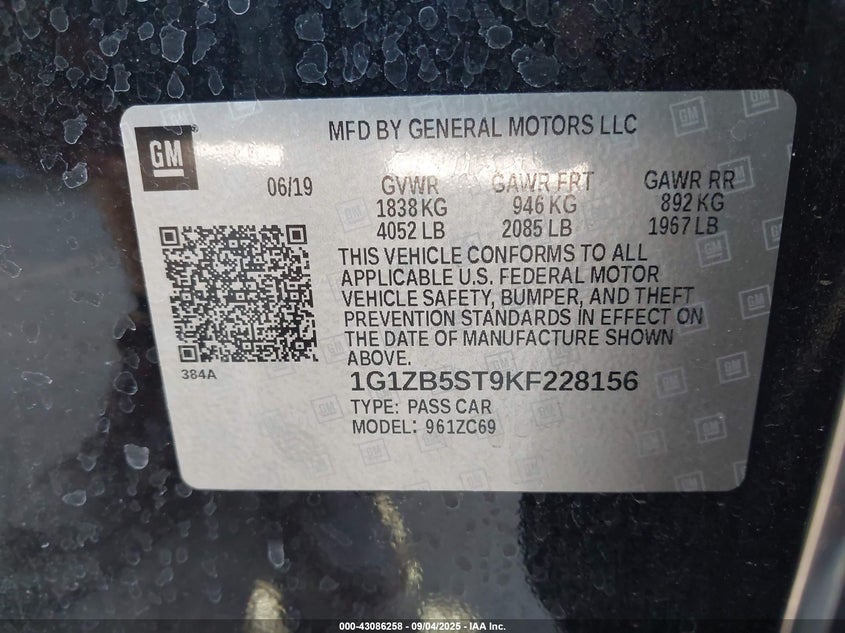 MFD BY GENERAL MOTORS LLC
GM
06/19
GVWR GAWR FRT GAWR RR
1838 KG 946 KG 892 KG
4052 LB 2085 LB 1967 LB
THIS VEHICLE CONFORMS TO ALL
APPLICABLE U.S. FEDERAL MOTOR
VEHICLE SAFETY, BUMPER, AND THEFT
PREVENTION STANDARDS IN EFFECT ON
THE DATE OF MANUFACTURE SHOWN
ABOVE.
384A
1G1ZB5ST9KF228156
TYPE: PASS CAR
MODEL: 961ZC69
000-43086258 - 09/04/2025 - IAA Inc.